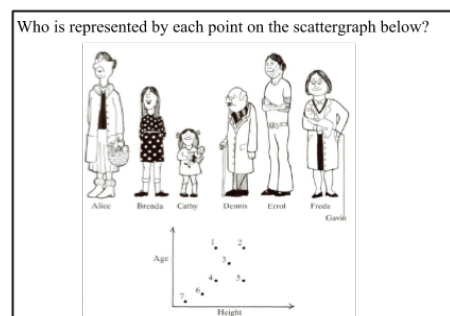 Who is represented by each point on the scattergraph below?
Alice Brenda Cathy Dennis Errol Freda
Gavin
1. 2.
Age 3.
4. 5.
6.
7.
Height